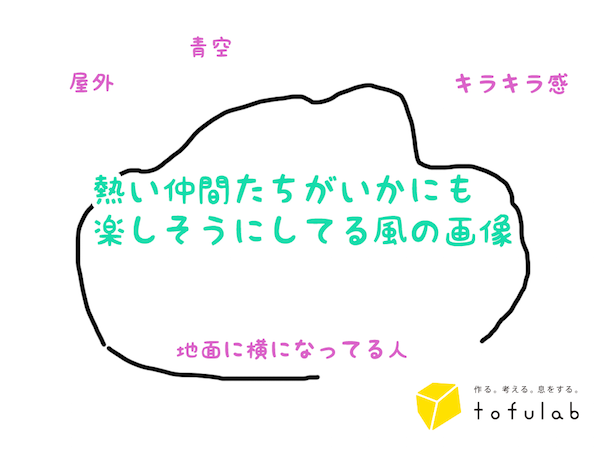 青空
屋外
キラキラ感
熱い仲間たちがいかにも
楽しそうにしてる風の画像
地面に横になってる人
作る。考える。息をする。
tofulab